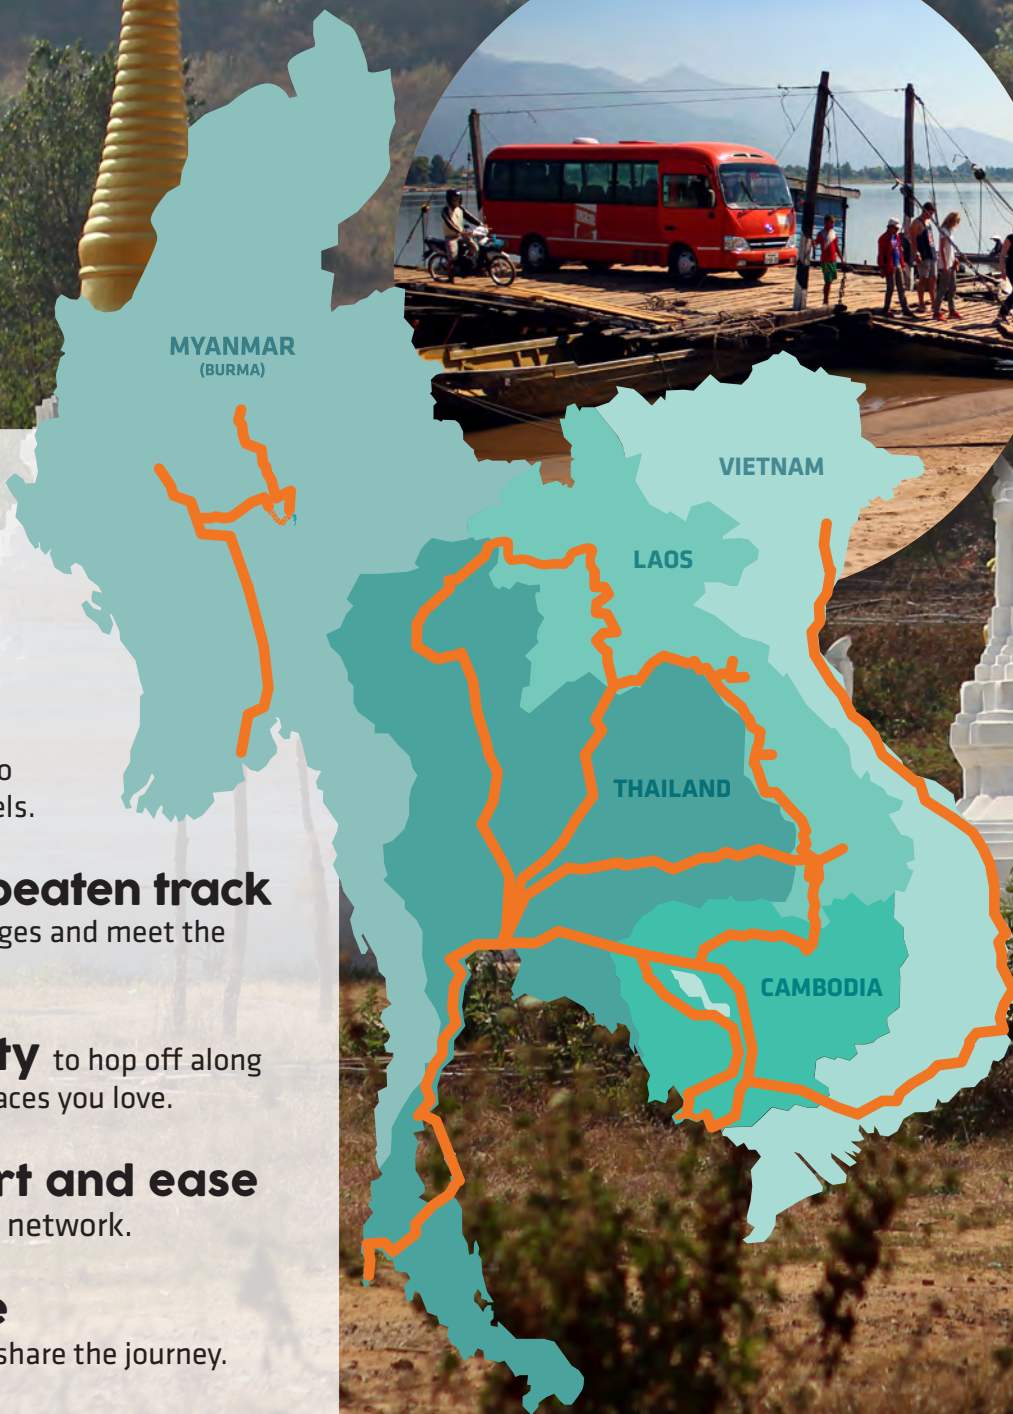 MYANMAR
(BURMA)
VIETNAM
LAOS
THAILAND
CAMBODIA
o
els.
beaten track
ges and meet the
ty to hop off along
aces you love.
rt and ease
network.
e
share the journey.